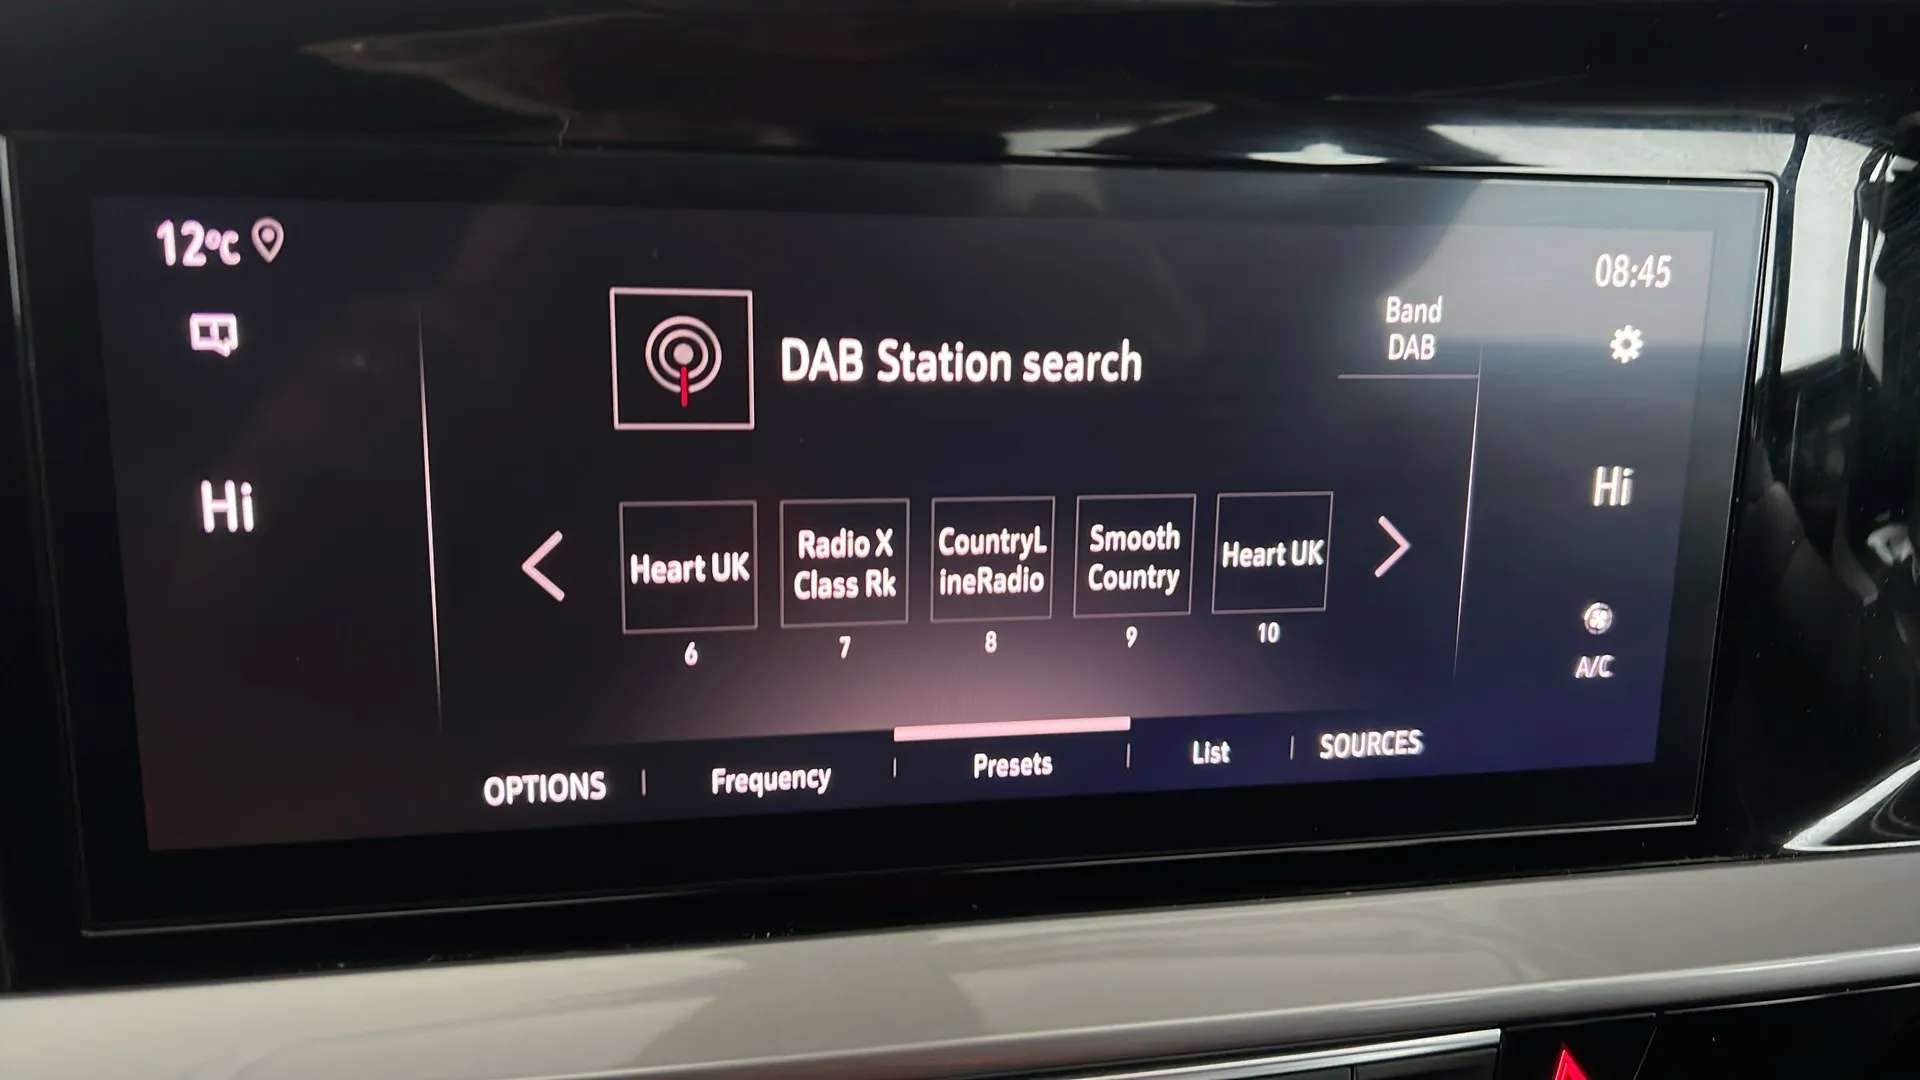 12°C
08:45
Band
DAB
DAB Station search
Hi
Hi
Heart UK
Radio X
Class Rk
CountryL
ineRadio
Smooth
Country
Heart UK
6
7
8
9
10
A/C
OPTIONS
Frequency
Presets
List
SOURCES